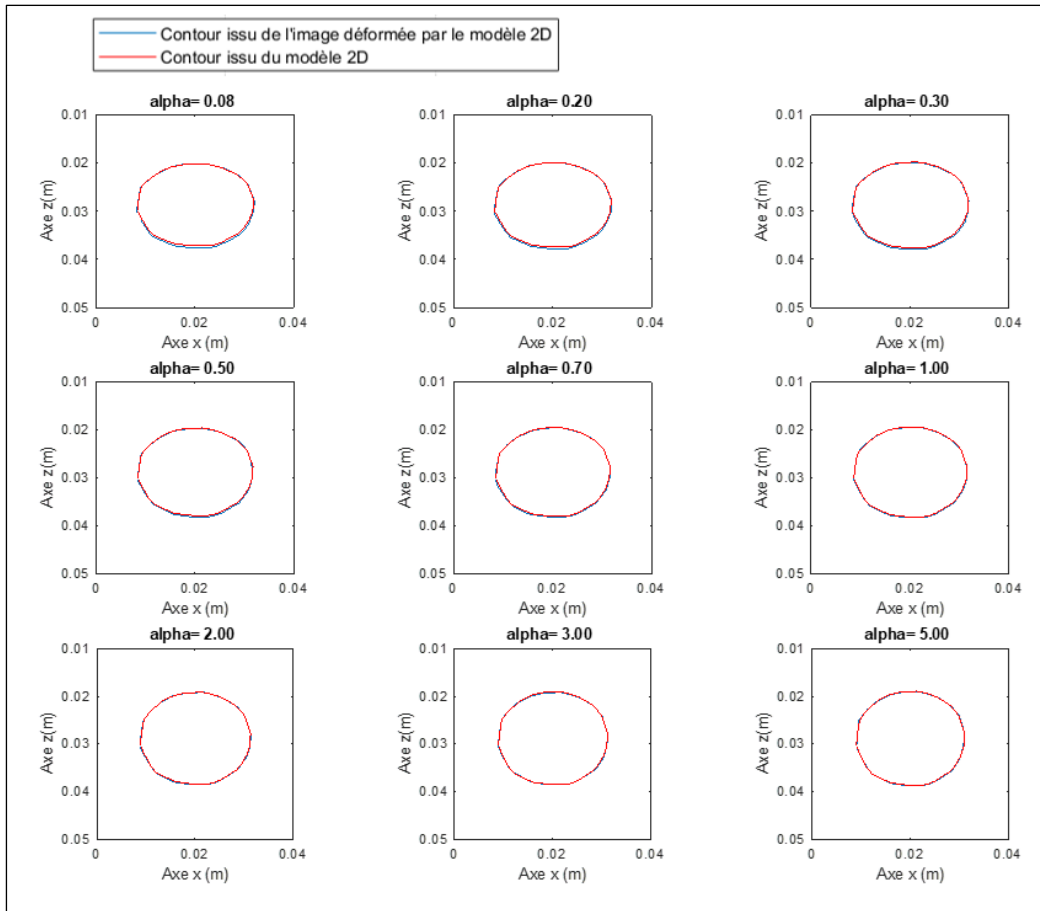 Contour issu de l'image déformée par le modèle 2D
Contour issu du modèle 2D
alpha= 0.08
0.01
0.02
0.03
0.04
0.05
0
0.02
0.04
Axe z(m)
Axe x (m)
alpha= 0.20
0.01
0.02
0.03
0.04
0.05
0
0.02
0.04
Axe z(m)
Axe x (m)
alpha= 0.30
0.01
0.02
0.03
0.04
0.05
0
0.02
0.04
Axe z(m)
Axe x (m)
alpha= 0.50
0.01
0.02
0.03
0.04
0.05
0
0.02
0.04
Axe z(m)
Axe x (m)
alpha= 0.70
0.01
0.02
0.03
0.04
0.05
0
0.02
0.04
Axe z(m)
Axe x (m)
alpha= 1.00
0.01
0.02
0.03
0.04
0.05
0
0.02
0.04
Axe z(m)
Axe x (m)
alpha= 2.00
0.01
0.02
0.03
0.04
0.05
0
0.02
0.04
Axe z(m)
Axe x (m)
alpha= 3.00
0.01
0.02
0.03
0.04
0.05
0
0.02
0.04
Axe z(m)
Axe x (m)
alpha= 5.00
0.01
0.02
0.03
0.04
0.05
0
0.02
0.04
Axe z(m)
Axe x (m)